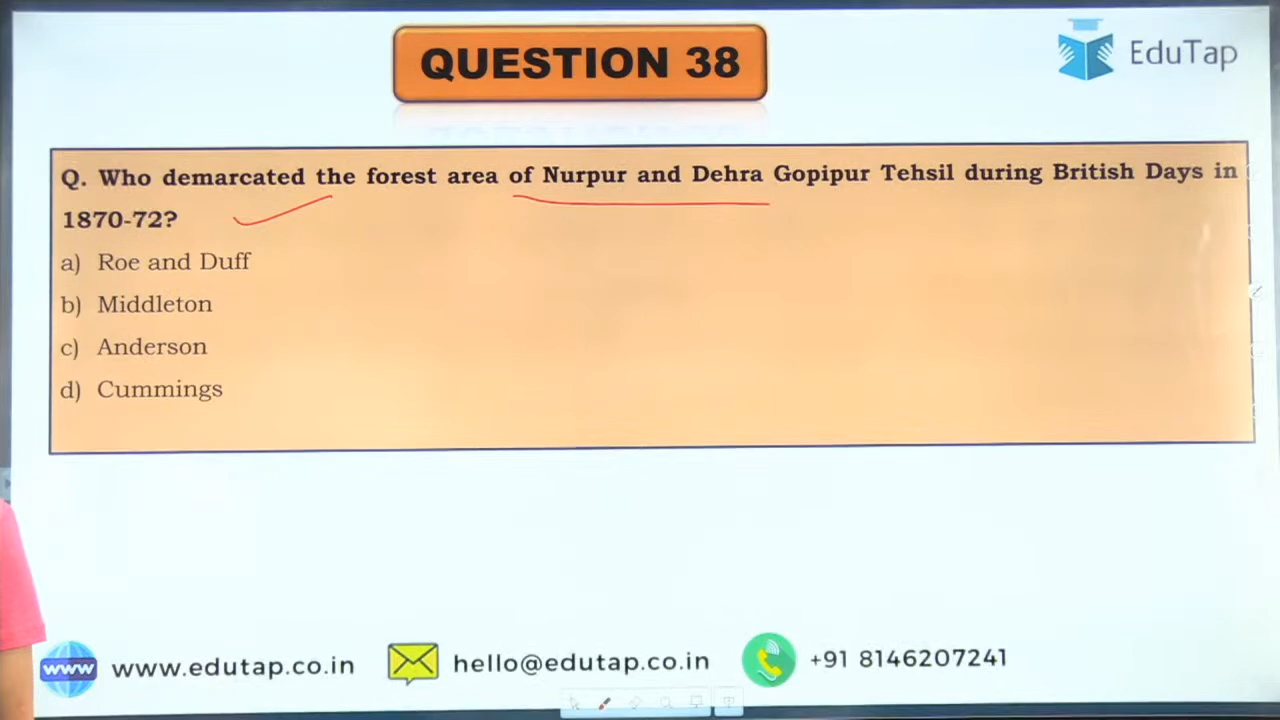 QUESTION 38
EduTap
Q. Who demarcated the forest area of Nurpur and Dehra Gopipur Tehsil during British Days in
1870-72?
a) Roe and Duff
b) Middleton
c) Anderson
d) Cummings
www www.edutap.co.in hello@edutap.co.in +91 8146207241